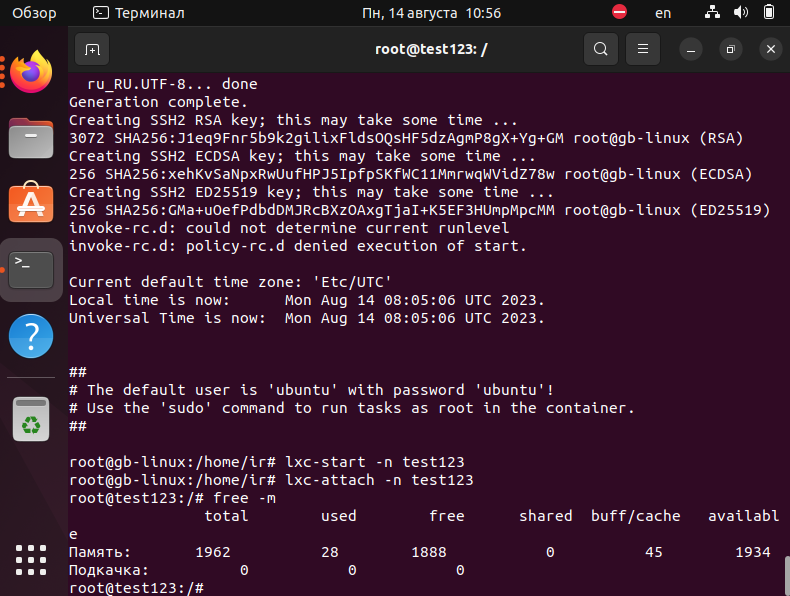 Обзор Терминал Пн, 14 августа 10:56 en
root@test123: /
ru_RU.UTF-8... done
Generation complete.
Creating SSH2 RSA key; this may take some time ...
3072 SHA256:J1eq9Fnr5b9k2gilixFldsOQsHF5dzAgmP8gX+Yg+GM root@gb-linux (RSA)
Creating SSH2 ECDSA key; this may take some time ...
256 SHA256:xehKvSaNpxRwUufHPJ5IpfpSKfWC11MmrwqWVidZ78w root@gb-linux (ECDSA)
Creating SSH2 ED25519 key; this may take some time ...
256 SHA256:GMa+uOefPdbdDMJRcBXzOAxgTjaI+K5EF3HUmpMpcMM root@gb-linux (ED25519)
invoke-rc.d: could not determine current runlevel
invoke-rc.d: policy-rc.d denied execution of start.
Current default time zone: 'Etc/UTC'
Local time is now:      Mon Aug 14 08:05:06 UTC 2023.
Universal Time is now:  Mon Aug 14 08:05:06 UTC 2023.
##
# The default user is 'ubuntu' with password 'ubuntu'!
# Use the 'sudo' command to run tasks as root in the container.
##
root@gb-linux:/home/ir# lxc-start -n test123
root@gb-linux:/home/ir# lxc-attach -n test123
root@test123:/# free -m
total        used        free      shared  buff/cache   availabl
e
Память:       1962          28        1888           0          45        1934
Подкачка:          0           0           0
root@test123:/#